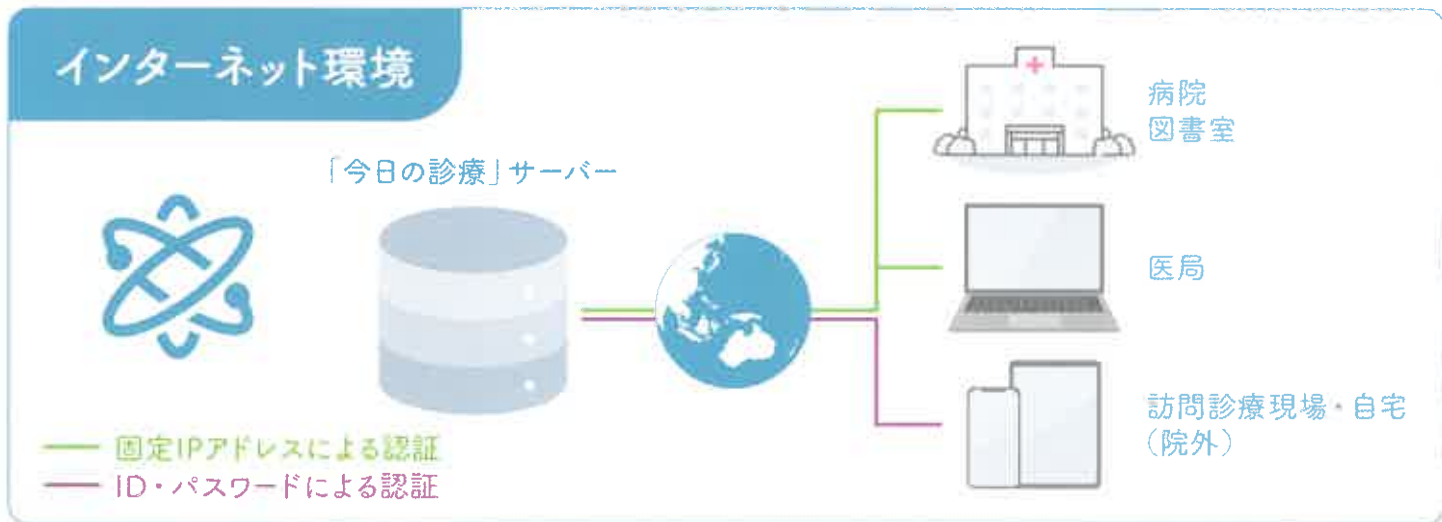 インターネット環境
「今日の診療」サーバー
病院
図書室
医局
訪問診療現場・自宅
(院外)
固定IPアドレスによる認証
ID・パスワードによる認証